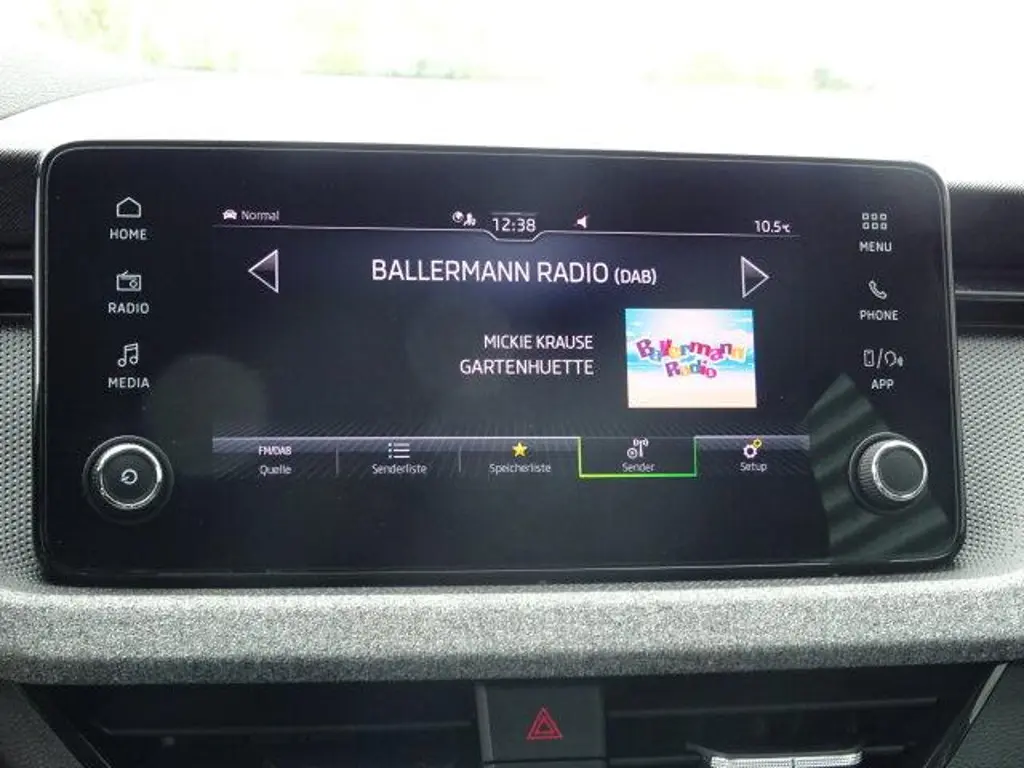 Normal
12:38
10.5°C
HOME
RADIO
MEDIA
BALLERMANN RADIO (DAB)
MICKIE KRAUSE
GARTENHUETTE
Ballermann
Radio
MENU
PHONE
APP
FM/DAB
Quelle
Senderliste
Speicherliste
Sender
Setup